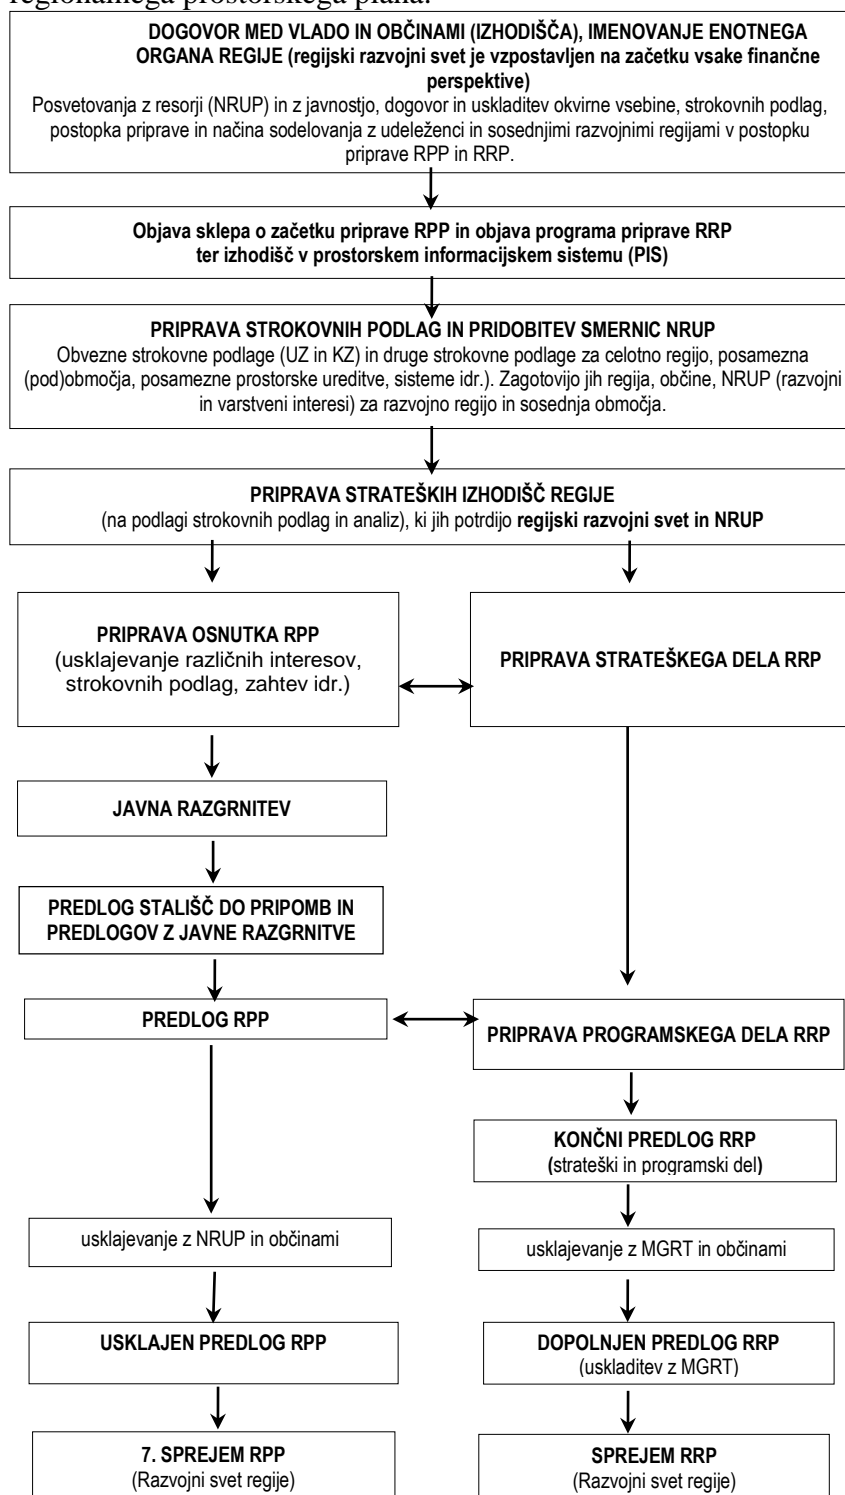 regionalnega prostorskega plana.
DOGOVOR MED VLADO IN OBČINAMI (IZHODIŠČA), IMENOVANJE ENOTNEGA
ORGANA REGIJE (regijski razvojni svet je vzpostavljen na začetku vsake finančne
perspektive)
Posvetovanja z resorji (NRUP) in z javnostjo, dogovor in uskladitev okvirne vsebine, strokovnih podlag,
postopka priprave in načina sodelovanja z udeleženci in sosednjimi razvojnimi regijami v postopku
priprave RPP in RRP.
Objava sklepa o začetku priprave RPP in objava programa priprave RRP
ter izhodišč v prostorskem informacijskem sistemu (PIS)
PRIPRAVA STROKOVNIH PODLAG IN PRIDOBITEV SMERNIC NRUP
Obvezne strokovne podlage (UZ in KZ) in druge strokovne podlage za celotno regijo, posamezna
(pod)območja, posamezne prostorske ureditve, sisteme idr.). Zagotovijo jih regija, občine, NRUP (razvojni
in varstveni interesi) za razvojno regijo in sosednja območja.
PRIPRAVA STRATEŠKIH IZHODIŠČ REGIJE
(na podlagi strokovnih podlag in analiz), ki jih potrdijo regijski razvojni svet in NRUP
PRIPRAVA OSNUTKA RPP
(usklajevanje različnih interesov,
strokovnih podlag, zahtev idr.)
PRIPRAVA STRATEŠKEGA DELA RRP
JAVNA RAZGRNITEV
PREDLOG STALIŠČ DO PRIPOMB IN
PREDLOGOV Z JAVNE RAZGRNITVE
PREDLOG RPP
PRIPRAVA PROGRAMSKEGA DELA RRP
KONČNI PREDLOG RRP
(strateški in programski del)
usklajevanje z NRUP in občinami
usklajevanje z MGRT in občinami
USKLAJEN PREDLOG RPP
DOPOLNJEN PREDLOG RRP
(uskladitev z MGRT)
7. SPREJEM RPP
(Razvojni svet regije)
SPREJEM RRP
(Razvojni svet regije)